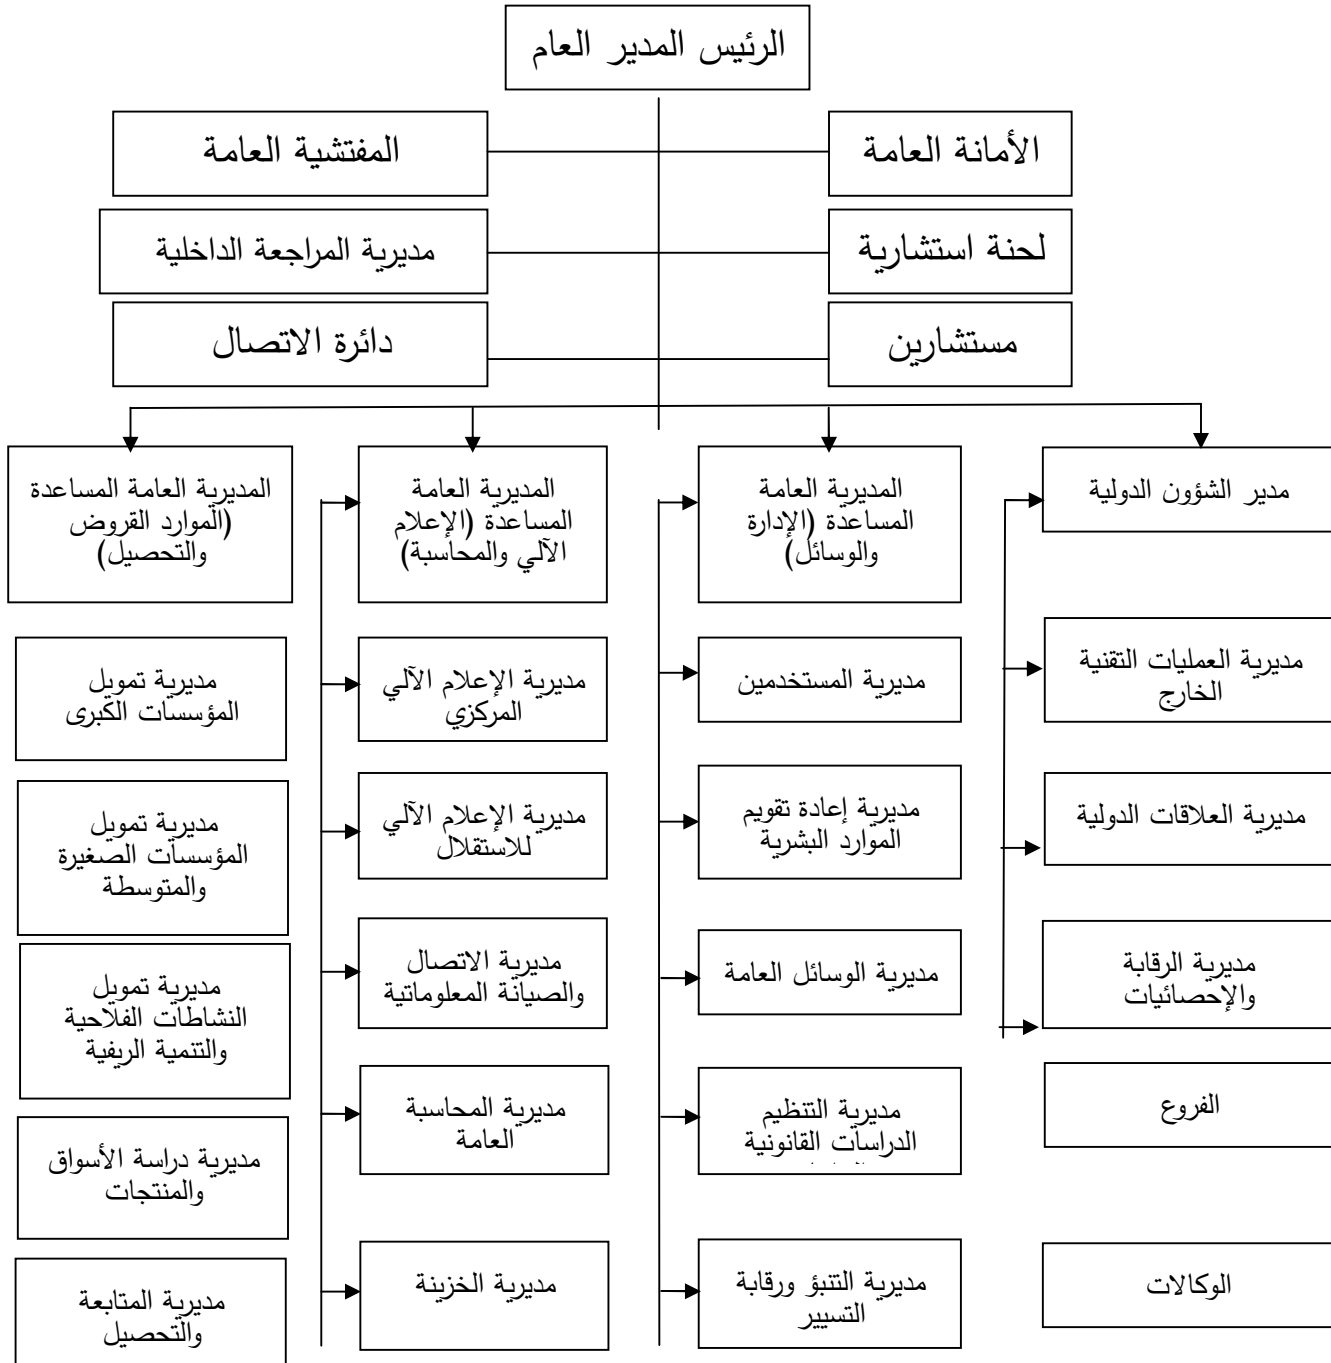 الرئيس المدير العام
الأمانة العامة
المفتشية العامة
لحنة استشارية
مديرية المراجعة الداخلية
مستشارين
دائرة الاتصال
مدير الشؤون الدولية
مديرية العمليات التقنية
الخارج
مديرية العلاقات الدولية
مديرية الرقابة
والإحصائيات
الفروع
الوكالات
المديرية العامة
المساعدة (الإدارة
والوسائل)
مديرية المستخدمين
مديرية إعادة تقويم
الموارد البشرية
مديرية الوسائل العامة
مديرية التنظيم
الدراسات القانونية
مديرية التنبؤ ورقابة
التسيير
المديرية العامة
المساعدة (الإعلام
الآلي والمحاسبة)
مديرية الإعلام الآلي
المركزي
مديرية الإعلام الآلي
للاستقلال
مديرية الاتصال
والصيانة المعلوماتية
مديرية المحاسبة
العامة
مديرية الخزينة
المديرية العامة المساعدة
(الموارد القروض
والتحصيل)
مديرية تمويل
المؤسسات الكبرى
مديرية تمويل
المؤسسات الصغيرة
والمتوسطة
مديرية تمويل
النشاطات الفلاحية
والتنمية الريفية
مديرية دراسة الأسواق
والمنتجات
مديرية المتابعة
والتحصيل